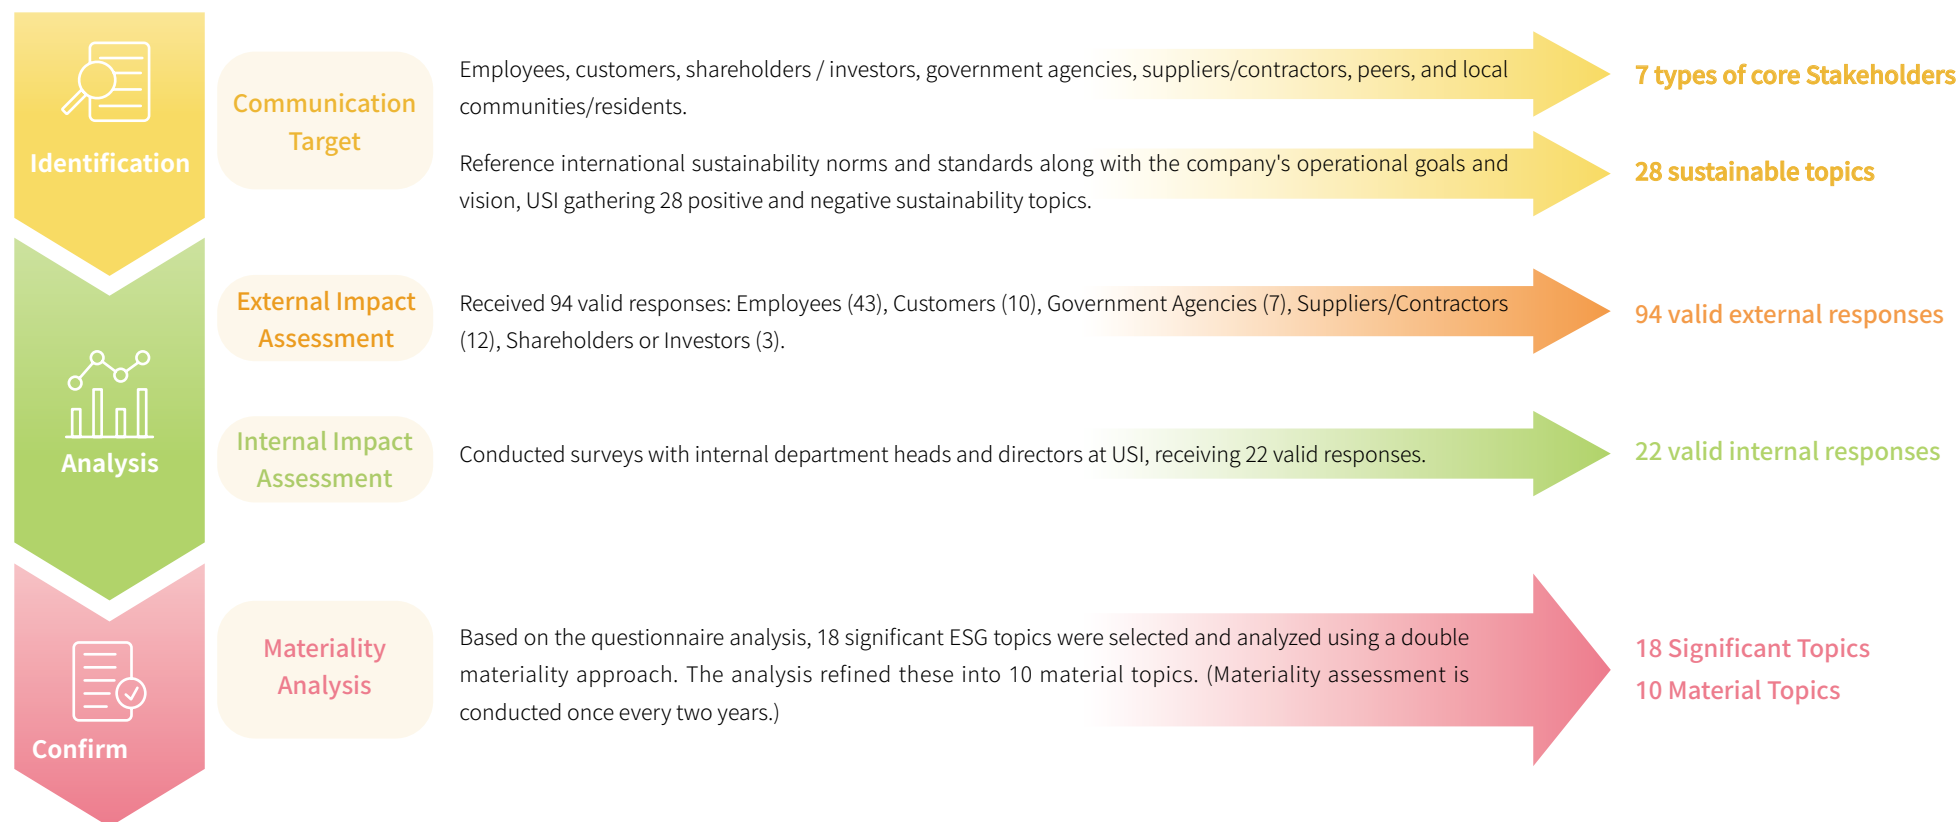 Identification
Communication
Target
Employees, customers, shareholders / investors, government agencies, suppliers/contractors, peers, and local
communities/residents.
7 types of core Stakeholders
Reference international sustainability norms and standards along with the company's operational goals and
vision, USI gathering 28 positive and negative sustainability topics.
28 sustainable topics
Analysis
External Impact
Assessment
Received 94 valid responses: Employees (43), Customers (10), Government Agencies (7), Suppliers/Contractors
(12), Shareholders or Investors (3).
94 valid external responses
Internal Impact
Assessment
Conducted surveys with internal department heads and directors at USI, receiving 22 valid responses.
22 valid internal responses
Confirm
Materiality
Analysis
Based on the questionnaire analysis, 18 significant ESG topics were selected and analyzed using a double
materiality approach. The analysis refined these into 10 material topics. (Materiality assessment is
conducted once every two years.)
18 Significant Topics
10 Material Topics